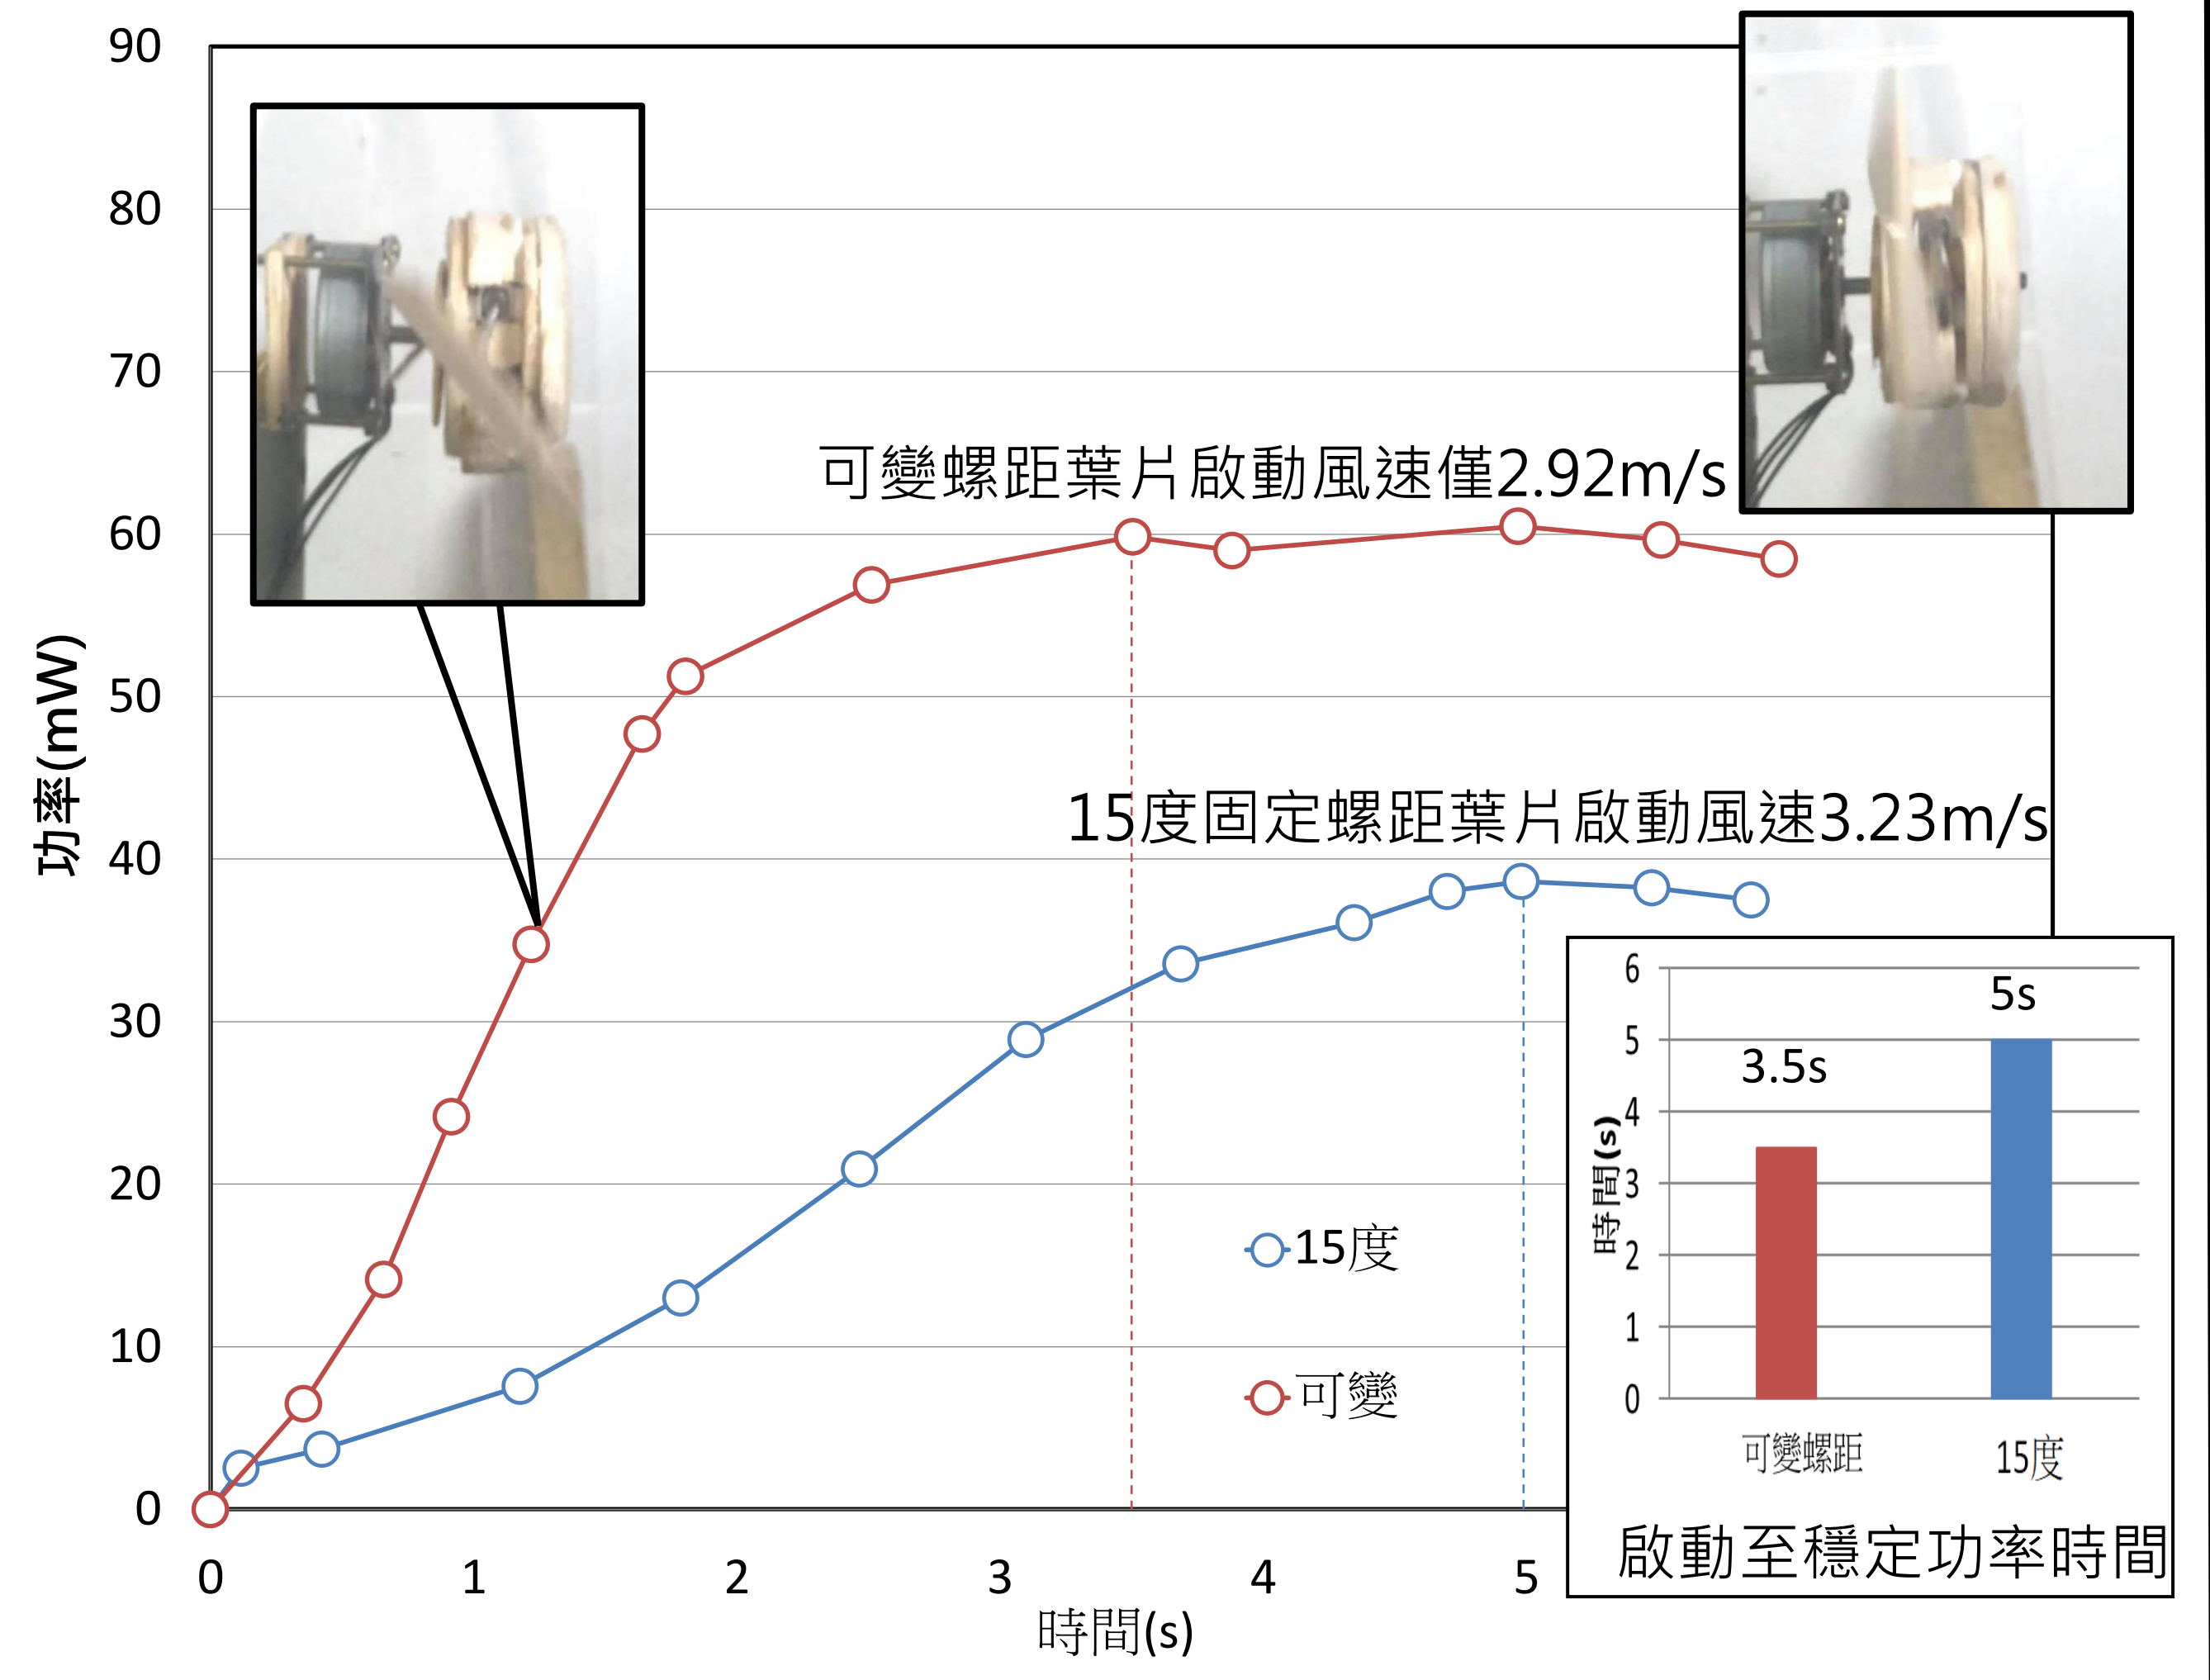 90
80
70
60
50
40
30
20
10
0
功率(mW)
可變螺距葉片啟動風速僅2.92m/s
15度固定螺距葉片啟動風速3.23m/s
15度
可變
0 1 2 3 4 5
時間(s)
6
5
4
3
2
1
0
時間(s)
3.5s
5s
可變螺距 15度
啟動至穩定功率時間